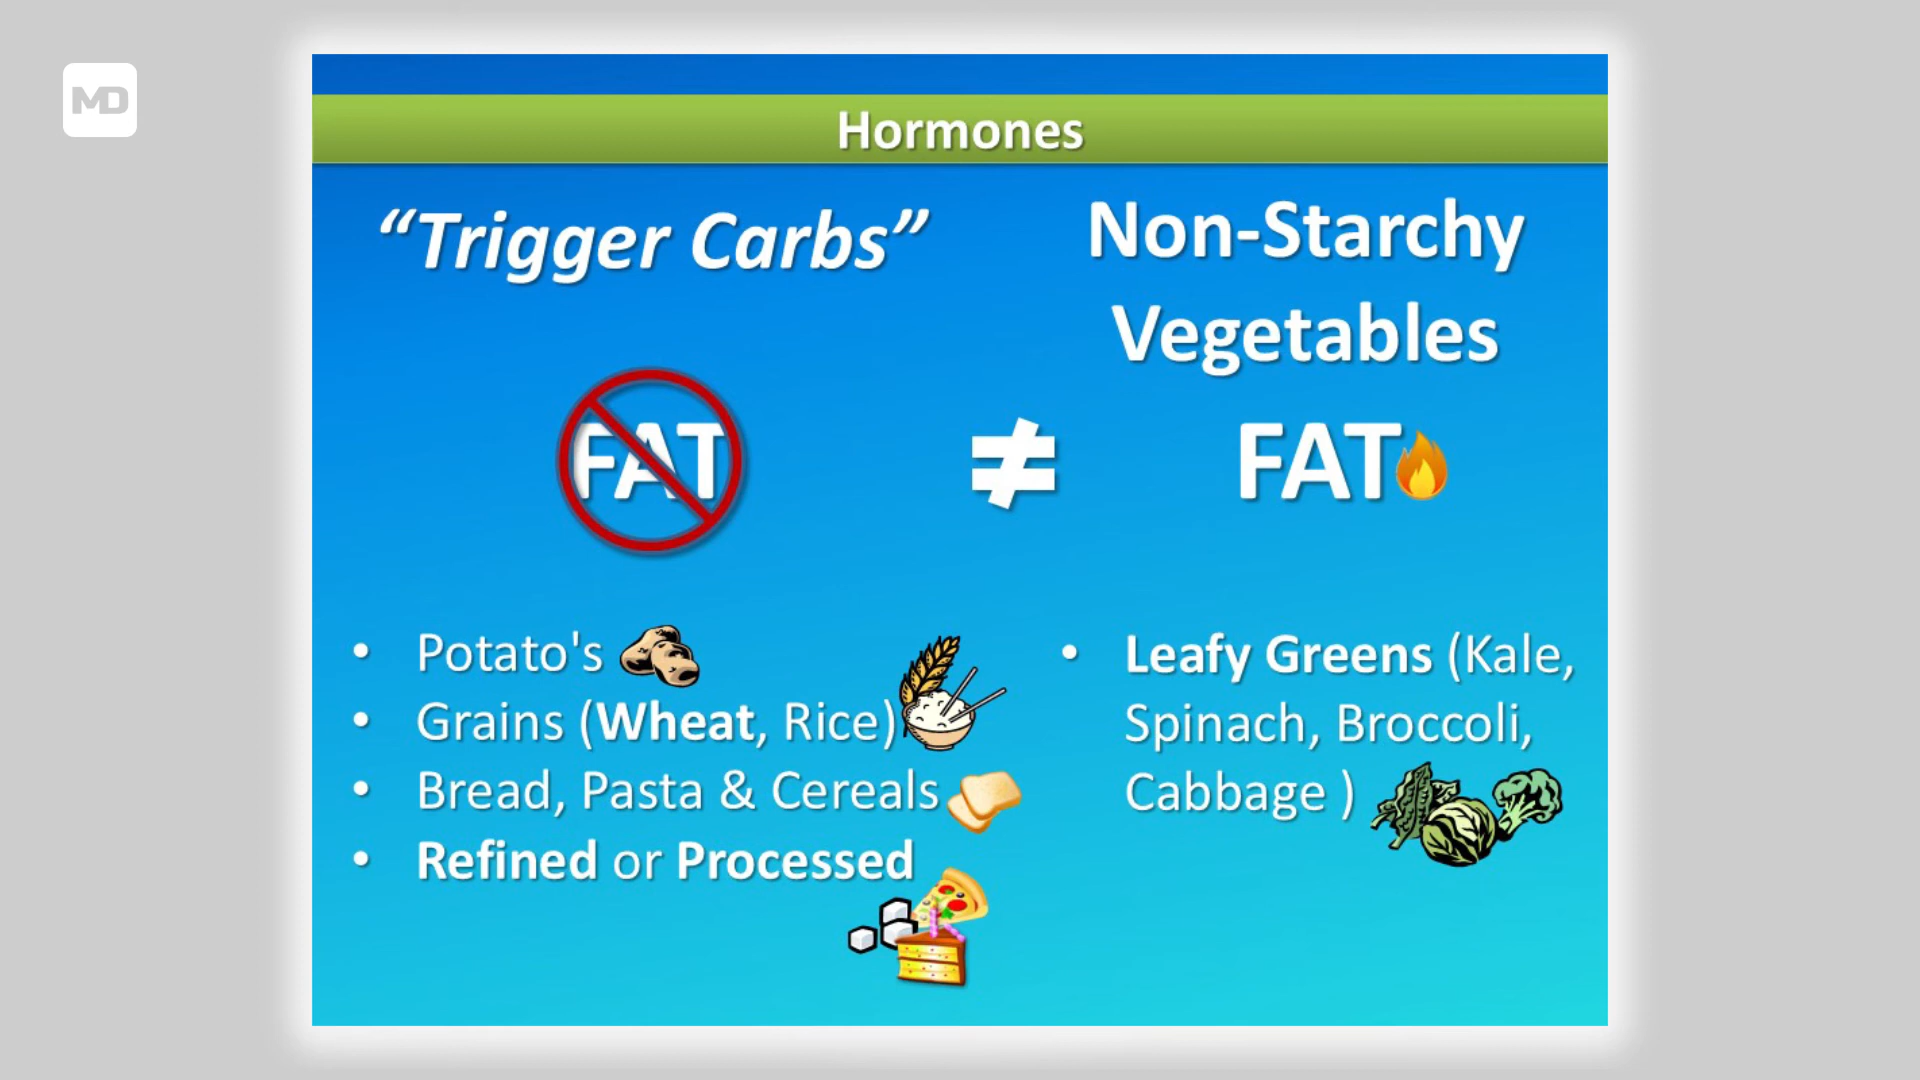 MD
Hormones
“Trigger Carbs”
FAT
• Potato's
• Grains (Wheat, Rice)
• Bread, Pasta & Cereals
• Refined or Processed
≠
Non-Starchy
Vegetables
FAT
• Leafy Greens (Kale,
Spinach, Broccoli,
Cabbage )